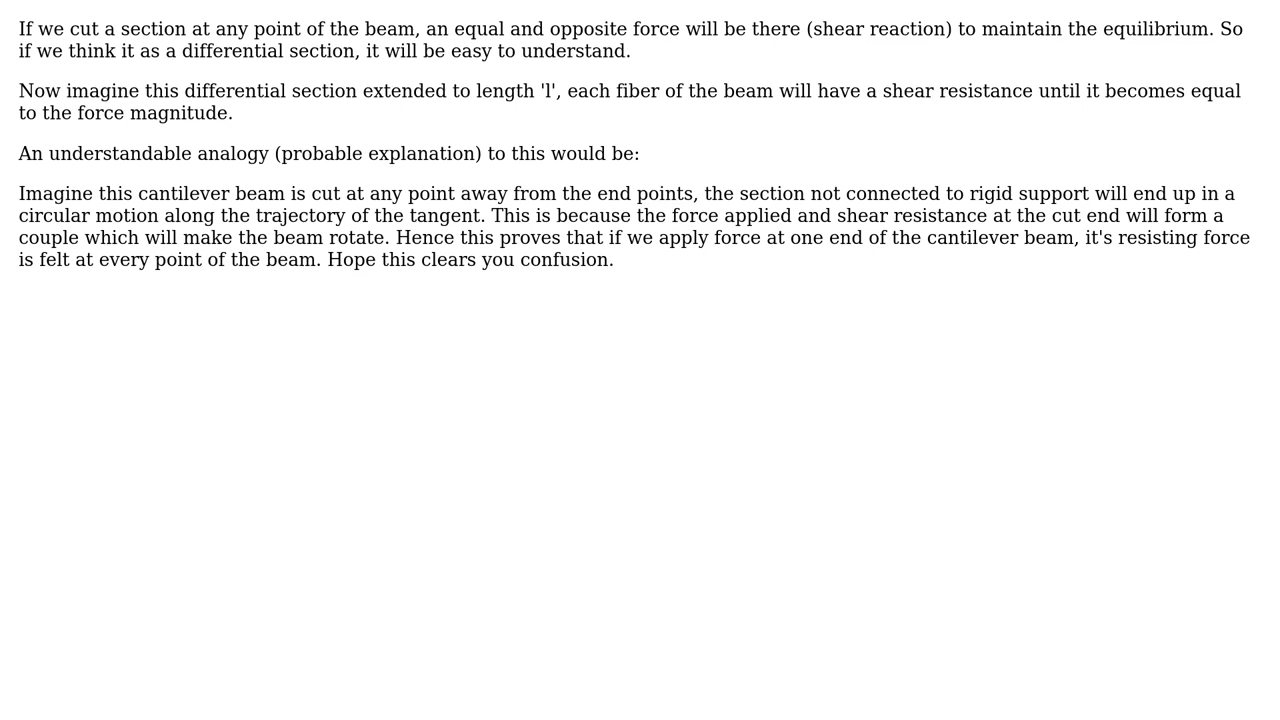 If we cut a section at any point of the beam, an equal and opposite force will be there (shear reaction) to maintain the equilibrium. So
if we think it as a differential section, it will be easy to understand.
Now imagine this differential section extended to length 'l', each fiber of the beam will have a shear resistance until it becomes equal
to the force magnitude.
An understandable analogy (probable explanation) to this would be:
Imagine this cantilever beam is cut at any point away from the end points, the section not connected to rigid support will end up in a
circular motion along the trajectory of the tangent. This is because the force applied and shear resistance at the cut end will form a
couple which will make the beam rotate. Hence this proves that if we apply force at one end of the cantilever beam, it's resisting force
is felt at every point of the beam. Hope this clears you confusion.